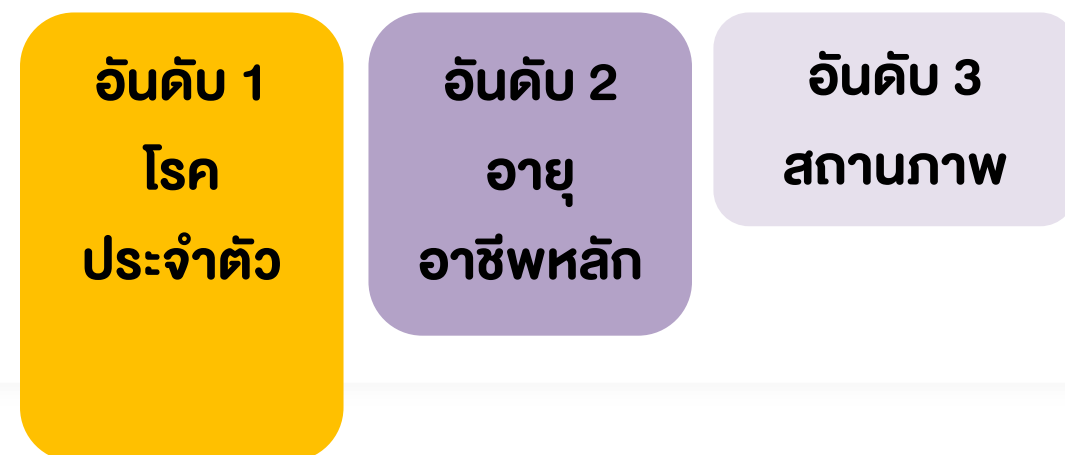 อันดับ 1
โรค
ประจำตัว
อันดับ 2
อายุ
อาชีพหลัก
อันดับ 3
สถานภาพ